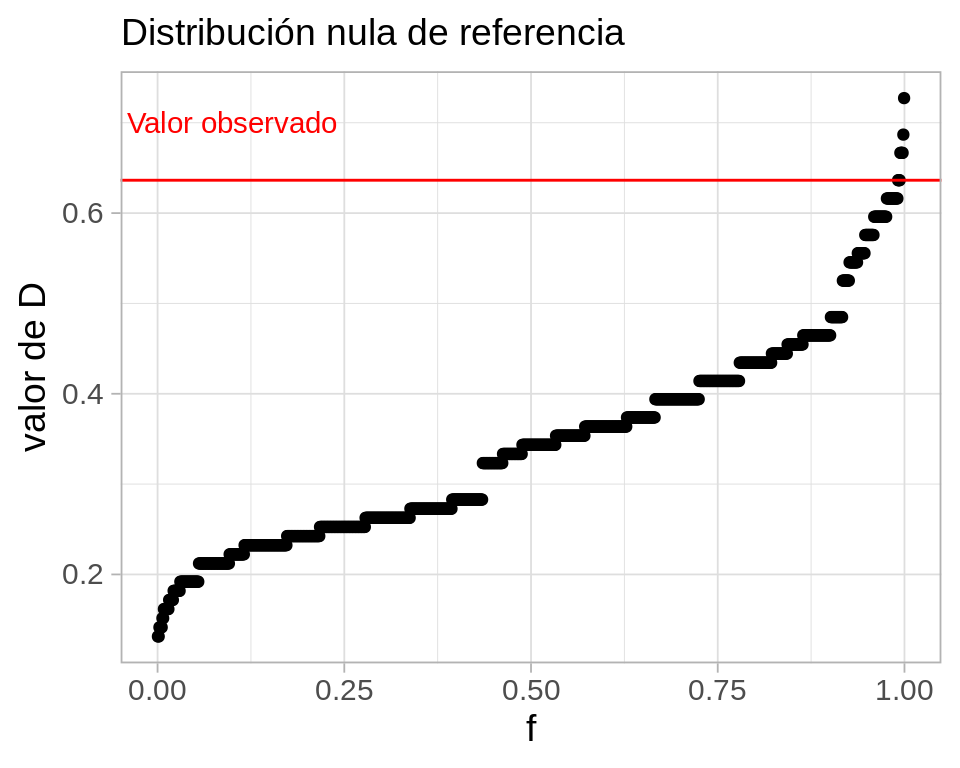 Distribución nula de referencia
Valor observado
valor de D
0.6
0.4
0.2
0.00 0.25 0.50 0.75 1.00
f